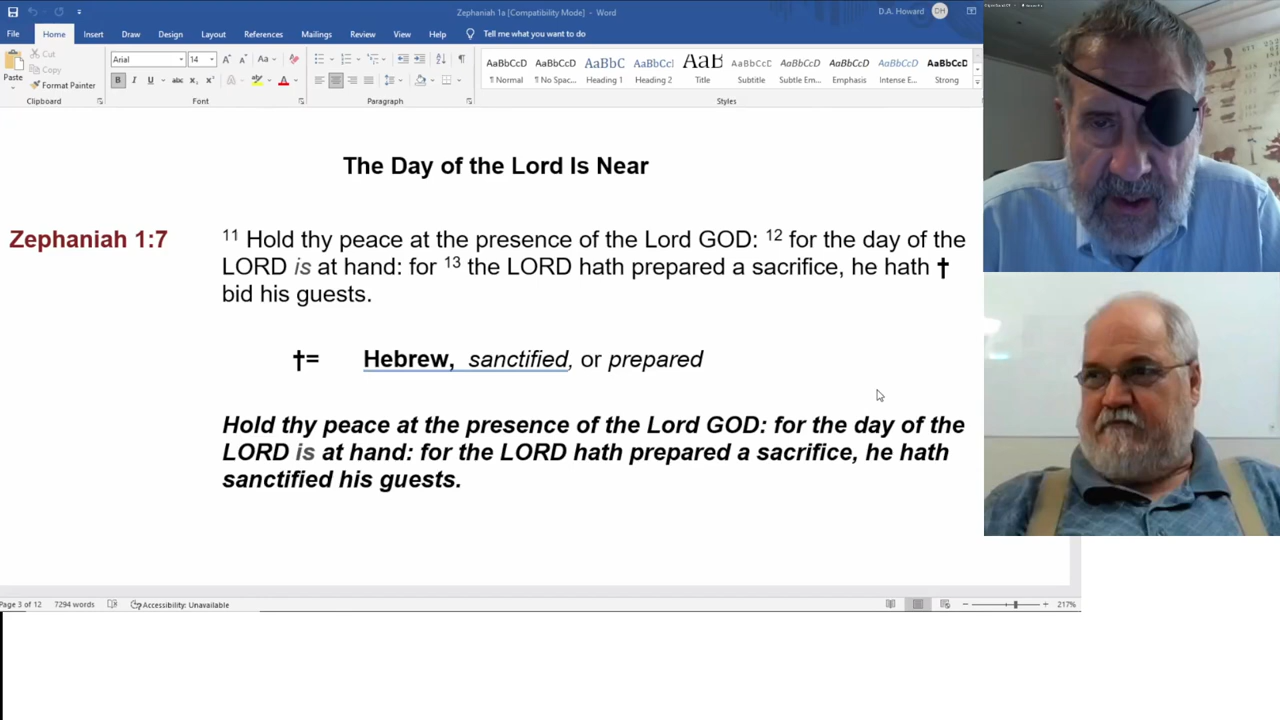 Zephaniah 1a [Compatibility Mode] - Word
D.A. Howard DH
File Home Insert Draw Design Layout References Mailings Review View Help Tell me what you want to do
Cut
Copy
Paste
Format Painter
Arial 14 A A Aa
B I U abc x₂ x² A
AaBbCcD AaBbCcD AaBbC AaBbCcl AaB AaBbCcD AaBbCcD AaBbCcD AaBbCcD AaBbCcD
¶ Normal ¶ No Spac... Heading 1 Heading 2 Title Subtitle Subtle Em... Emphasis Intense E... Strong
Clipboard Font Paragraph Styles
The Day of the Lord Is Near
Zephaniah 1:7 ¹¹ Hold thy peace at the presence of the Lord GOD: ¹² for the day of the
LORD is at hand: for ¹³ the LORD hath prepared a sacrifice, he hath †
bid his guests.
†= Hebrew, sanctified, or prepared
Hold thy peace at the presence of the Lord GOD: for the day of the
LORD is at hand: for the LORD hath prepared a sacrifice, he hath
sanctified his guests.
Page 3 of 12 7294 words Accessibility: Unavailable 217%